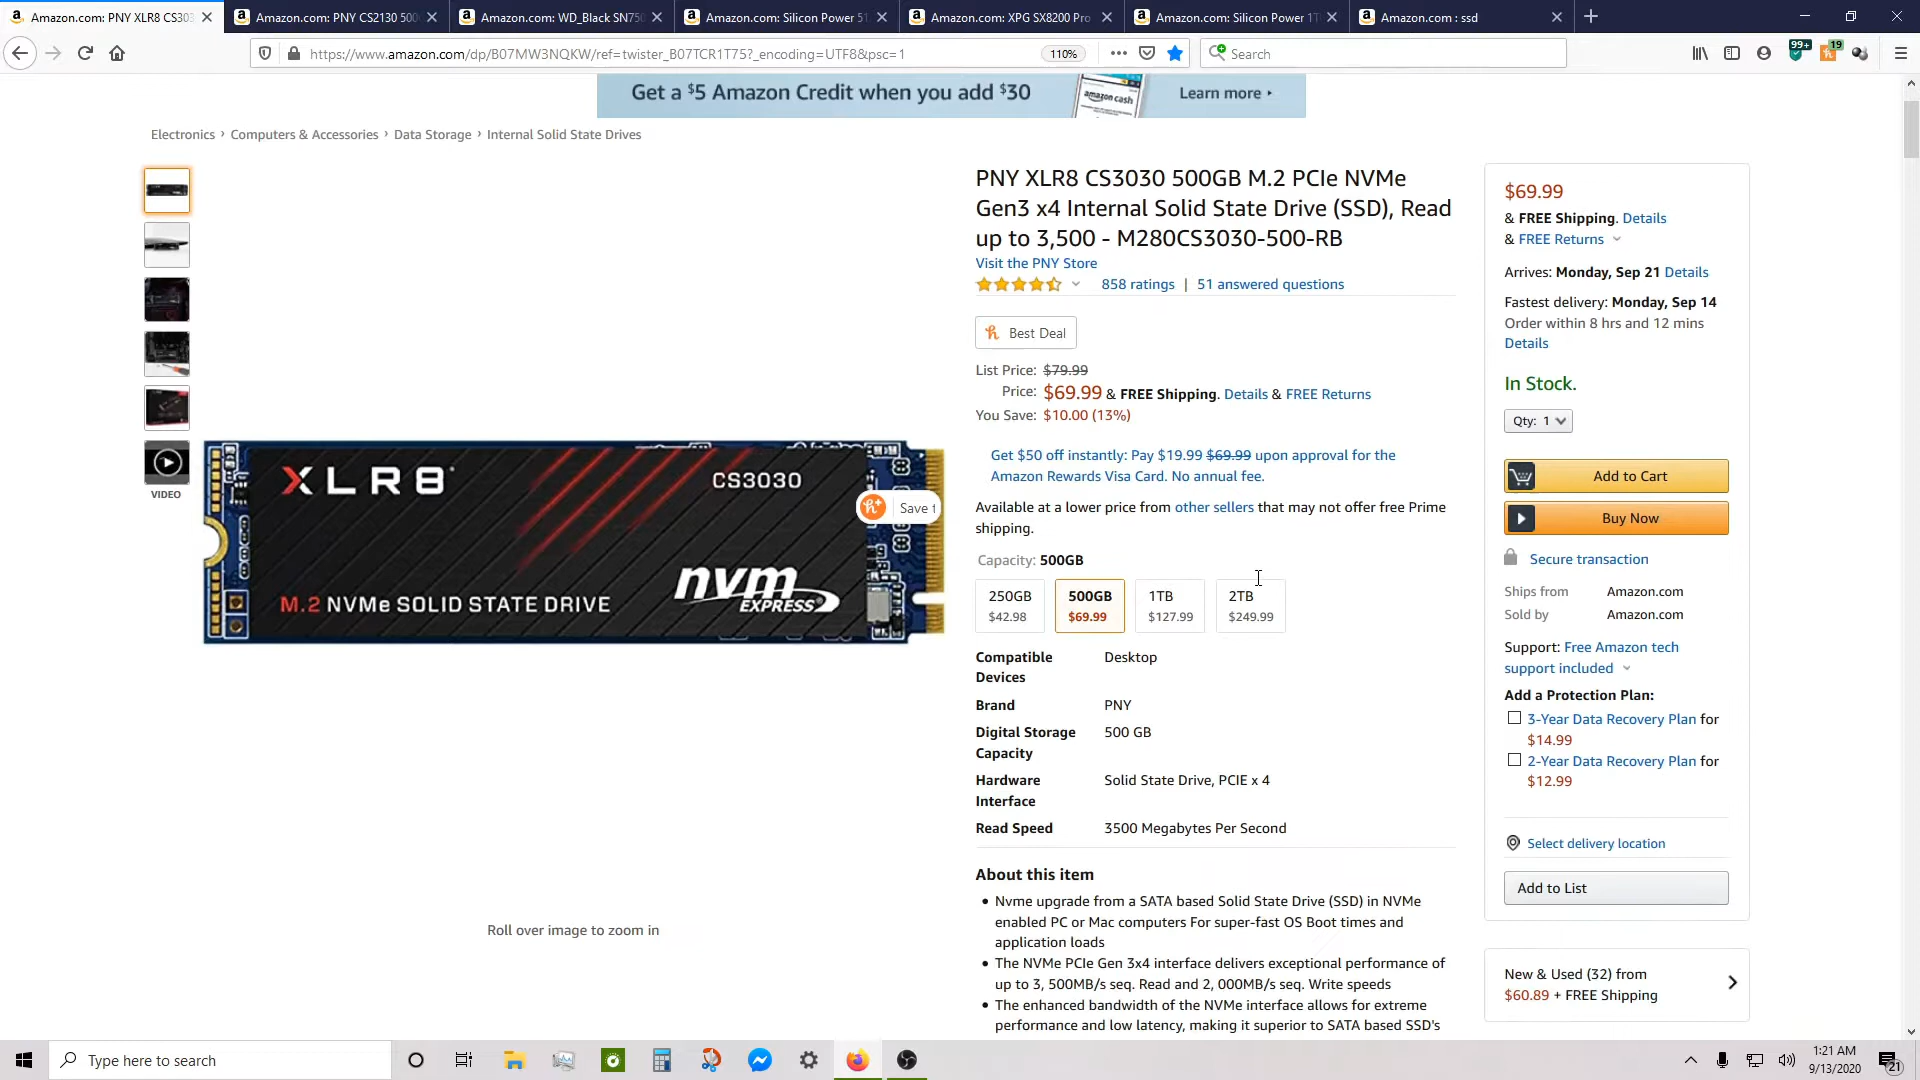 Amazon.com: PNY XLR8 CS303
Amazon.com: PNY CS2130 500
Amazon.com: WD_Black SN750
Amazon.com: Silicon Power 51
Amazon.com: XPG SX8200 Pro
Amazon.com: Silicon Power 1T
Amazon.com : ssd
https://www.amazon.com/dp/B07MW3NQKW/ref=twister_B07TCR1T75?_encoding=UTF8&psc=1
110%
Search
99+
19
Get a $5 Amazon Credit when you add $30
amazon cash
Learn more ▸
Electronics › Computers & Accessories › Data Storage › Internal Solid State Drives
PNY XLR8 CS3030 500GB M.2 PCIe NVMe
Gen3 x4 Internal Solid State Drive (SSD), Read
up to 3,500 - M280CS3030-500-RB
Visit the PNY Store
858 ratings | 51 answered questions
Best Deal
List Price: $79.99
Price: $69.99 & FREE Shipping. Details & FREE Returns
You Save: $10.00 (13%)
Get $50 off instantly: Pay $19.99 $69.99 upon approval for the
Amazon Rewards Visa Card. No annual fee.
Available at a lower price from other sellers that may not offer free Prime
shipping.
Capacity: 500GB
250GB
$42.98
500GB
$69.99
1TB
$127.99
2TB
$249.99
Compatible
Devices
Desktop
Brand
PNY
Digital Storage
Capacity
500 GB
Hardware
Interface
Solid State Drive, PCIE x 4
Read Speed
3500 Megabytes Per Second
About this item
• Nvme upgrade from a SATA based Solid State Drive (SSD) in NVMe
enabled PC or Mac computers For super-fast OS Boot times and
application loads
• The NVMe PCIe Gen 3x4 interface delivers exceptional performance of
up to 3, 500MB/s seq. Read and 2, 000MB/s seq. Write speeds
• The enhanced bandwidth of the NVMe interface allows for extreme
performance and low latency, making it superior to SATA based SSD's
VIDEO
XLR8
CS3030
nvm
EXPRESS
M.2 NVMe SOLID STATE DRIVE
Save t
Roll over image to zoom in
$69.99
& FREE Shipping. Details
& FREE Returns
Arrives: Monday, Sep 21 Details
Fastest delivery: Monday, Sep 14
Order within 8 hrs and 12 mins
Details
In Stock.
Qty: 1
Add to Cart
Buy Now
Secure transaction
Ships from Amazon.com
Sold by Amazon.com
Support: Free Amazon tech
support included
Add a Protection Plan:
3-Year Data Recovery Plan for
$14.99
2-Year Data Recovery Plan for
$12.99
Select delivery location
Add to List
New & Used (32) from
$60.89 + FREE Shipping
Type here to search
1:21 AM
9/13/2020
21